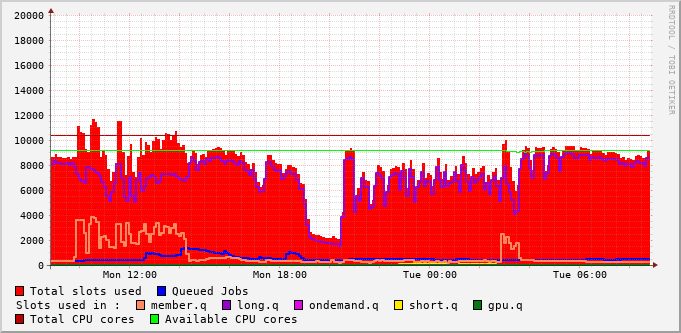 20000
18000
16000
14000
12000
10000
8000
6000
4000
2000
0
Mon 12:00 Mon 18:00 Tue 00:00 Tue 06:00
RRDTOOL / TOBI OETIKER
Total slots used Queued Jobs
Slots used in : member.q long.q ondemand.q short.q gpu.q
Total CPU cores Available CPU cores